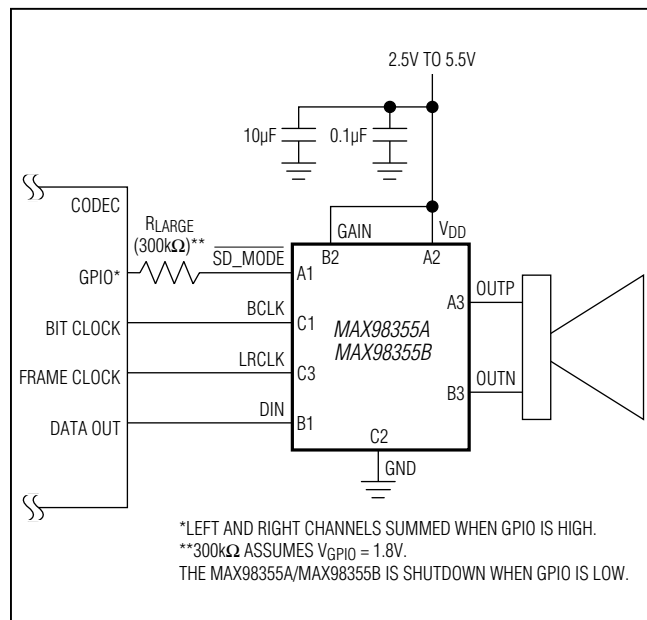 2.5V TO 5.5V
10µF
0.1µF
CODEC
RLARGE
(300kΩ)**
SD_MODE
GAIN
VDD
B2
A2
GPIO*
A1
A3
OUTP
BCLK
BIT CLOCK
C1
MAX98355A
MAX98355B
LRCLK
FRAME CLOCK
C3
B3
OUTN
DIN
DATA OUT
B1
C2
GND
*LEFT AND RIGHT CHANNELS SUMMED WHEN GPIO IS HIGH.
**300kΩ ASSUMES VGPIO = 1.8V.
THE MAX98355A/MAX98355B IS SHUTDOWN WHEN GPIO IS LOW.